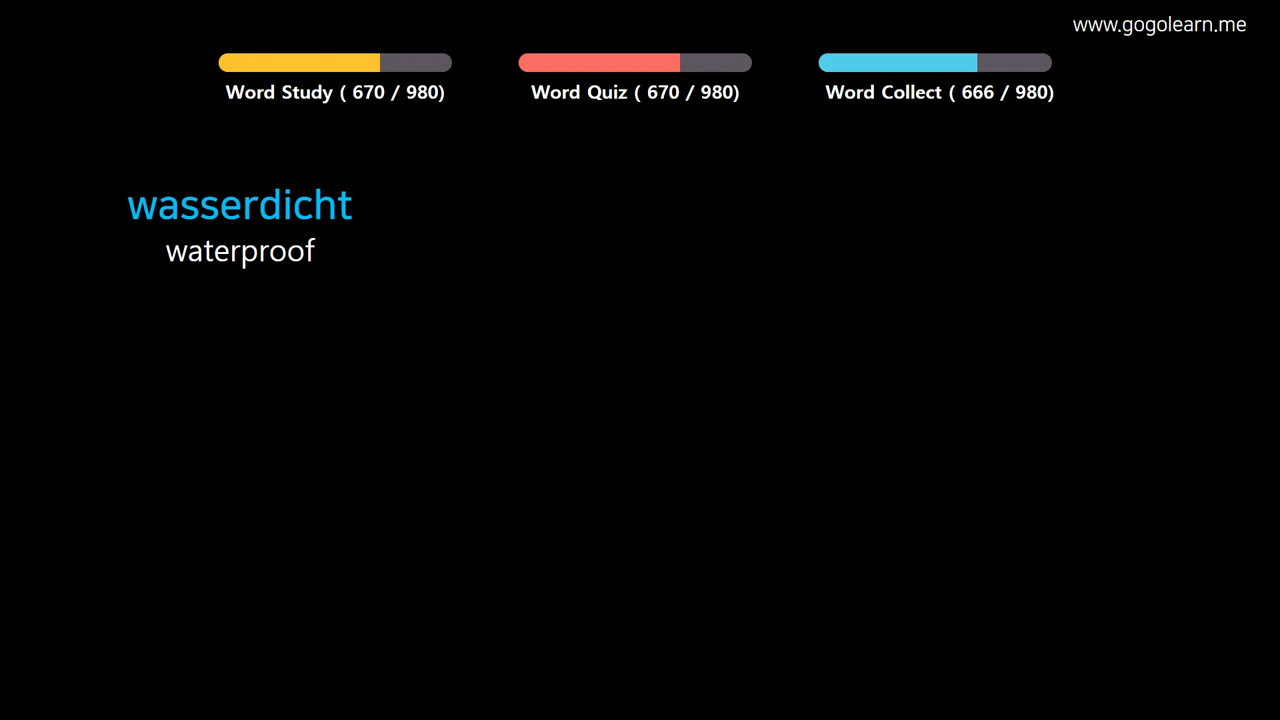 www.gogolearn.me
Word Study ( 670 / 980)
Word Quiz ( 670 / 980)
Word Collect ( 666 / 980)
wasserdicht
waterproof